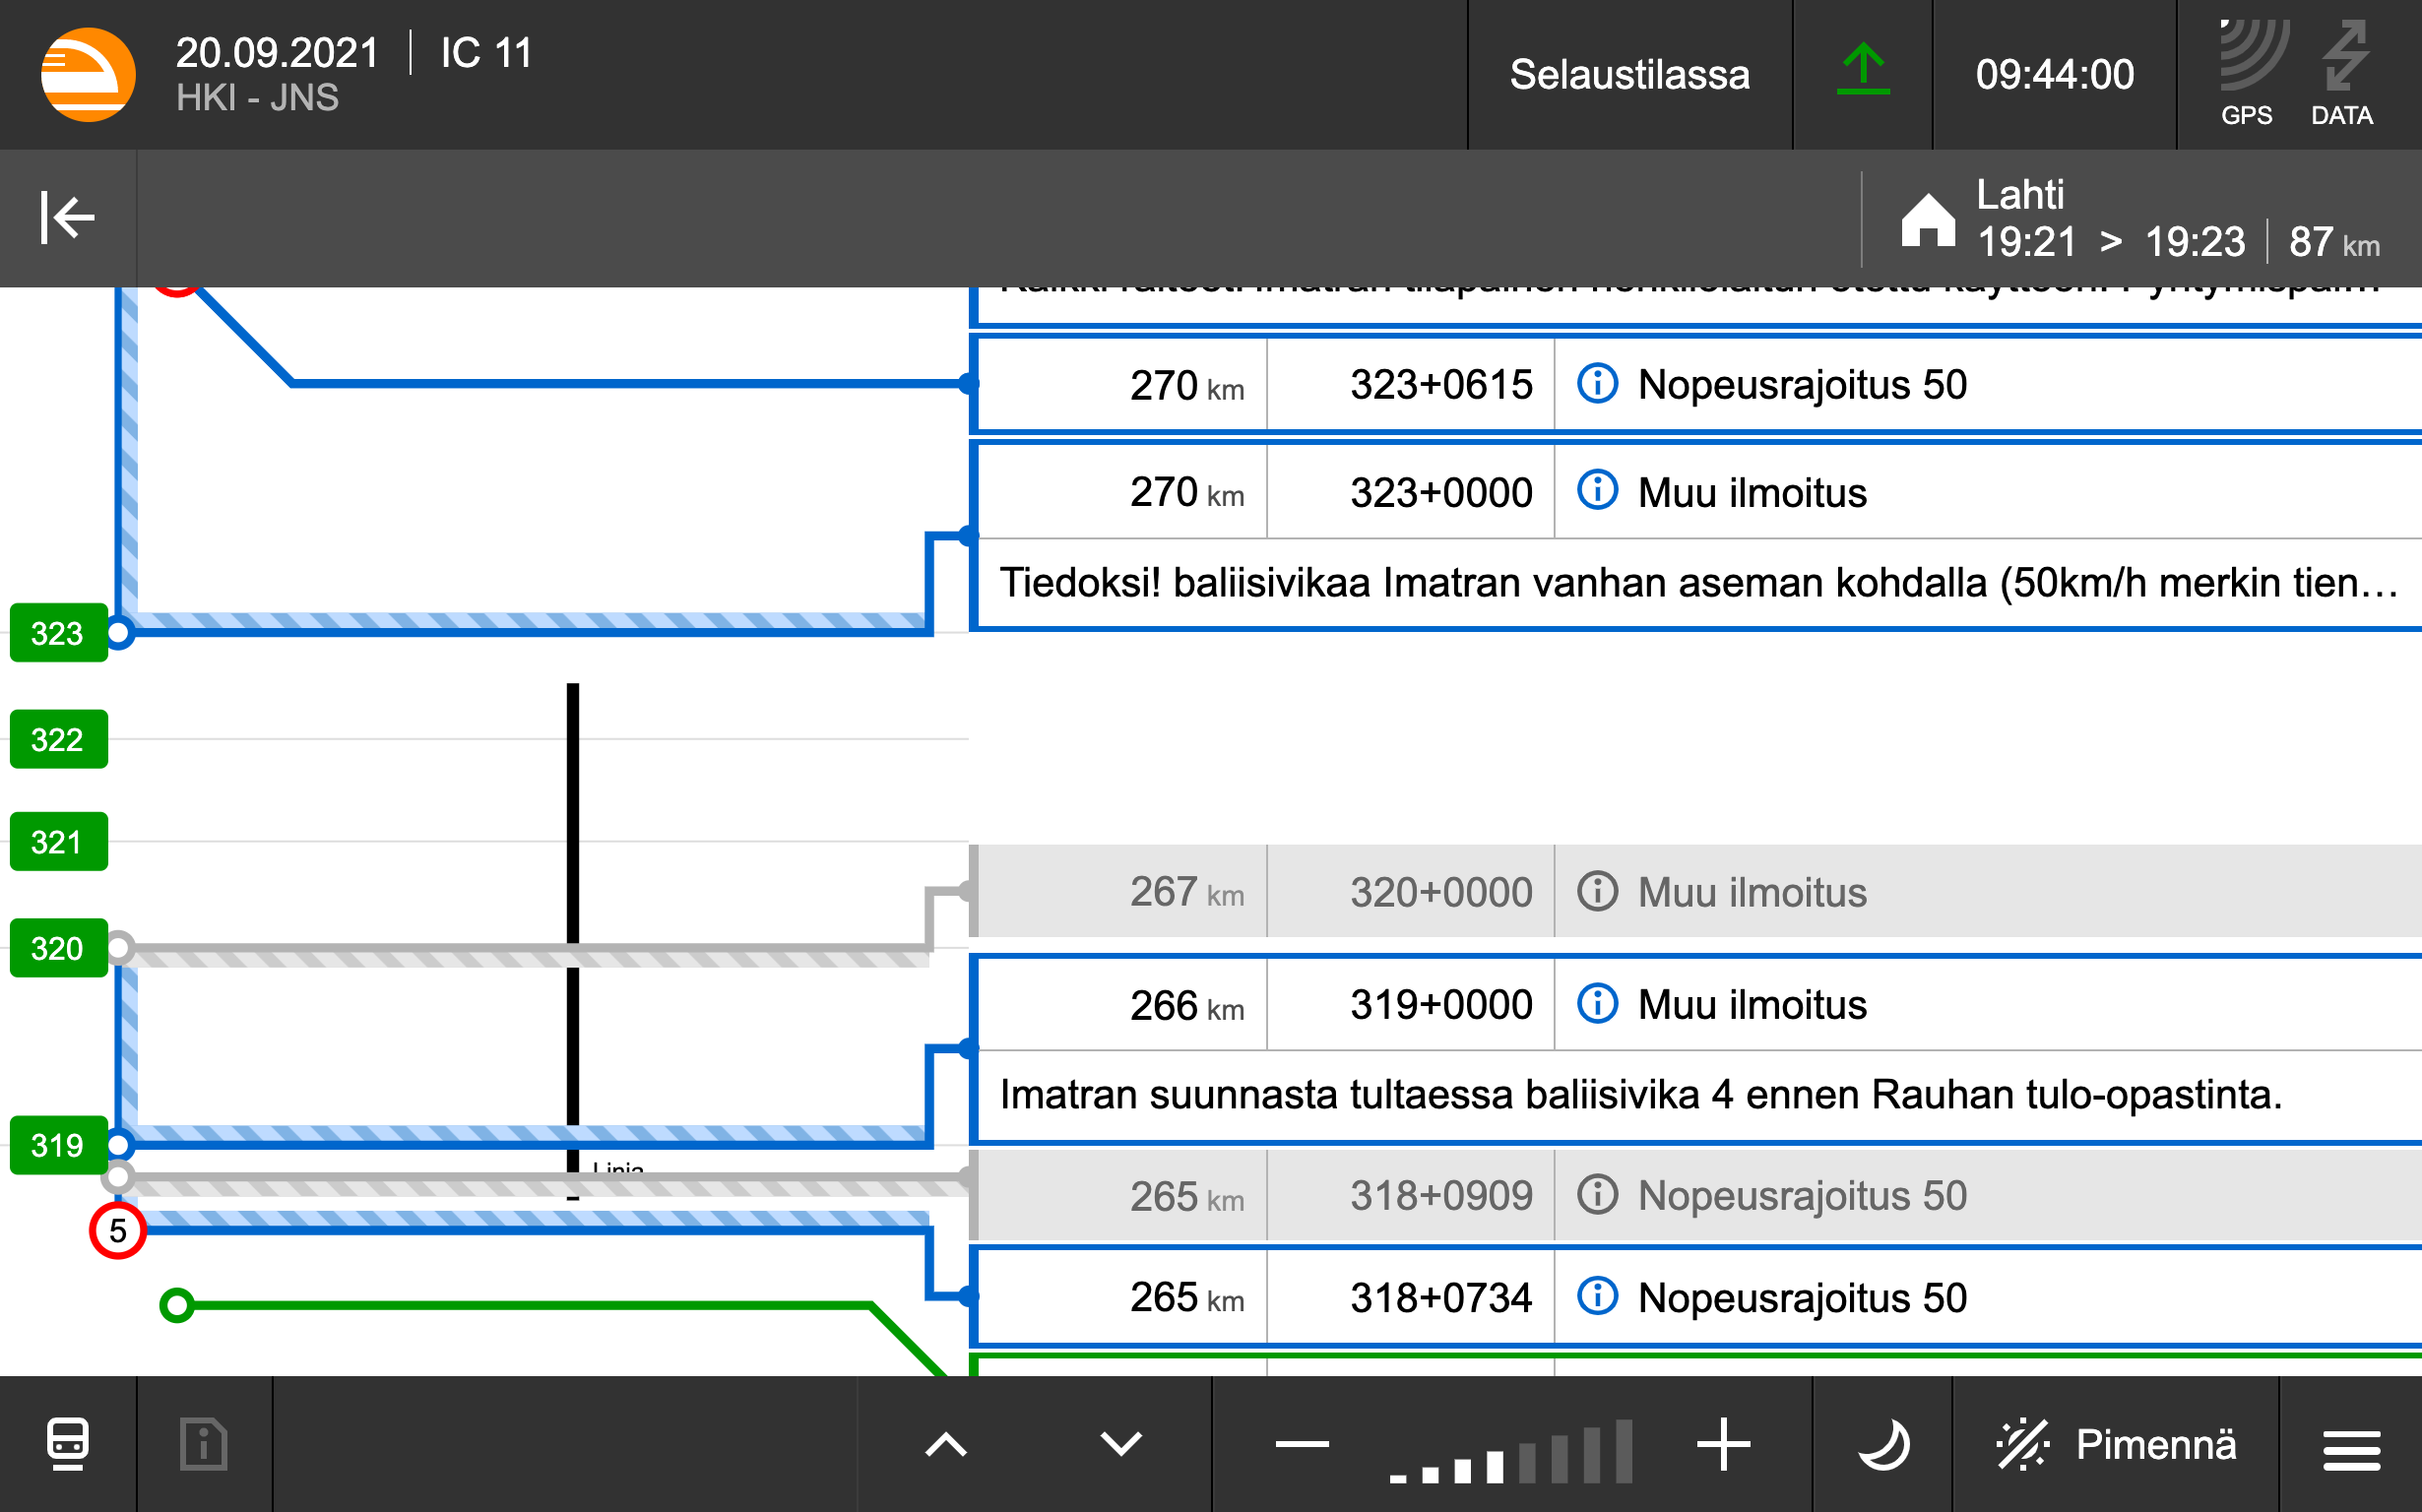 20.09.2021 IC 11
HKI - JNS
Selaustilassa
09:44:00
GPS
DATA
Lahti
19:21 > 19:23 87 km
270 km 323+0615 Nopeusrajoitus 50
270 km 323+0000 Muu ilmoitus
Tiedoksi! baliisivikaa Imatran vanhan aseman kohdalla (50km/h merkin tien…
323
322
321
267 km 320+0000 Muu ilmoitus
320
266 km 319+0000 Muu ilmoitus
Imatran suunnasta tultaessa baliisivika 4 ennen Rauhan tulo-opastinta.
319
Linja
265 km 318+0909 Nopeusrajoitus 50
5
265 km 318+0734 Nopeusrajoitus 50
Pimennä